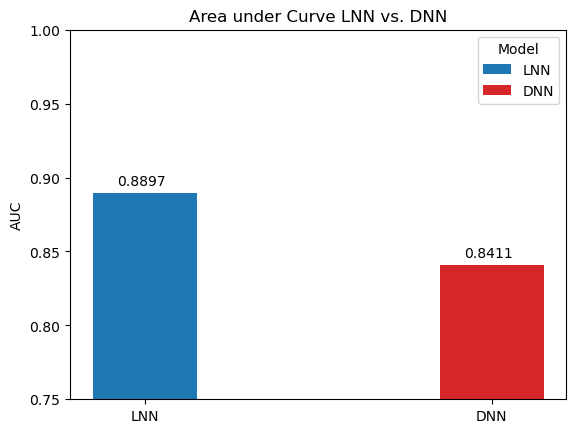 Area under Curve LNN vs. DNN
1.00
0.95
0.90
0.85
0.80
0.75
AUC
Model
LNN
DNN
0.8897
0.8411
LNN
DNN